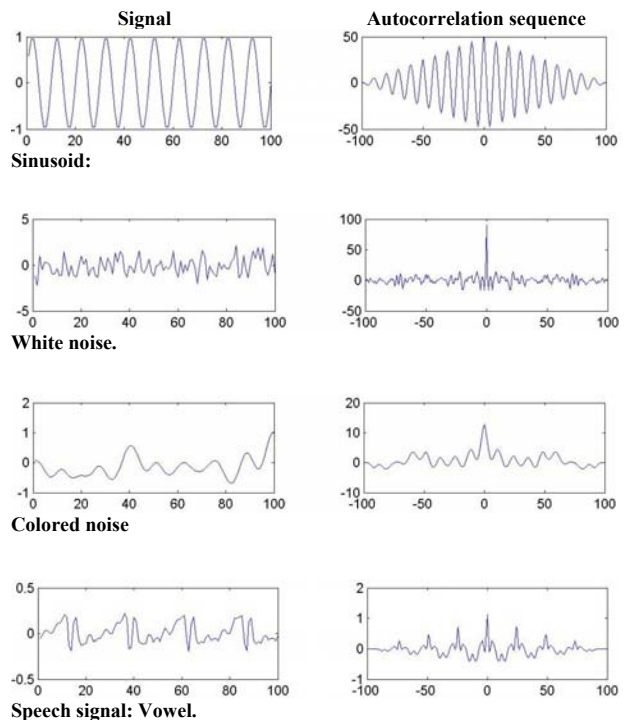 Signal Autocorrelation sequence
1 50
0 0
-1 -50
0 20 40 60 80 100 -100 -50 0 50 100
Sinusoid:
5 100
50
0 0
-5 -50
0 20 40 60 80 100 -100 -50 0 50 100
White noise.
2 20
1 10
0 0
-1 -10
0 20 40 60 80 100 -100 -50 0 50 100
Colored noise
0.5 2
1
0 0
-0.5 -1
0 20 40 60 80 100 -100 -50 0 50 100
Speech signal: Vowel.